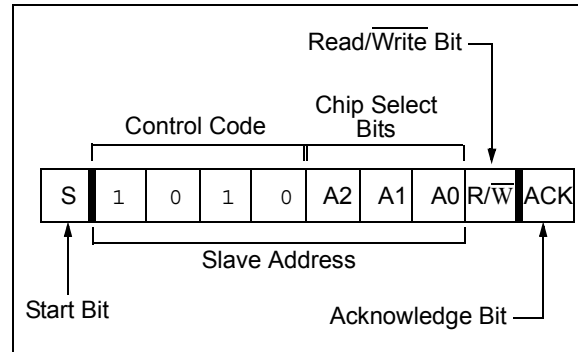 Read/Write Bit
Chip Select
Bits
Control Code
S 1 0 1 0 A2 A1 A0 R/W ACK
Slave Address
Start Bit
Acknowledge Bit